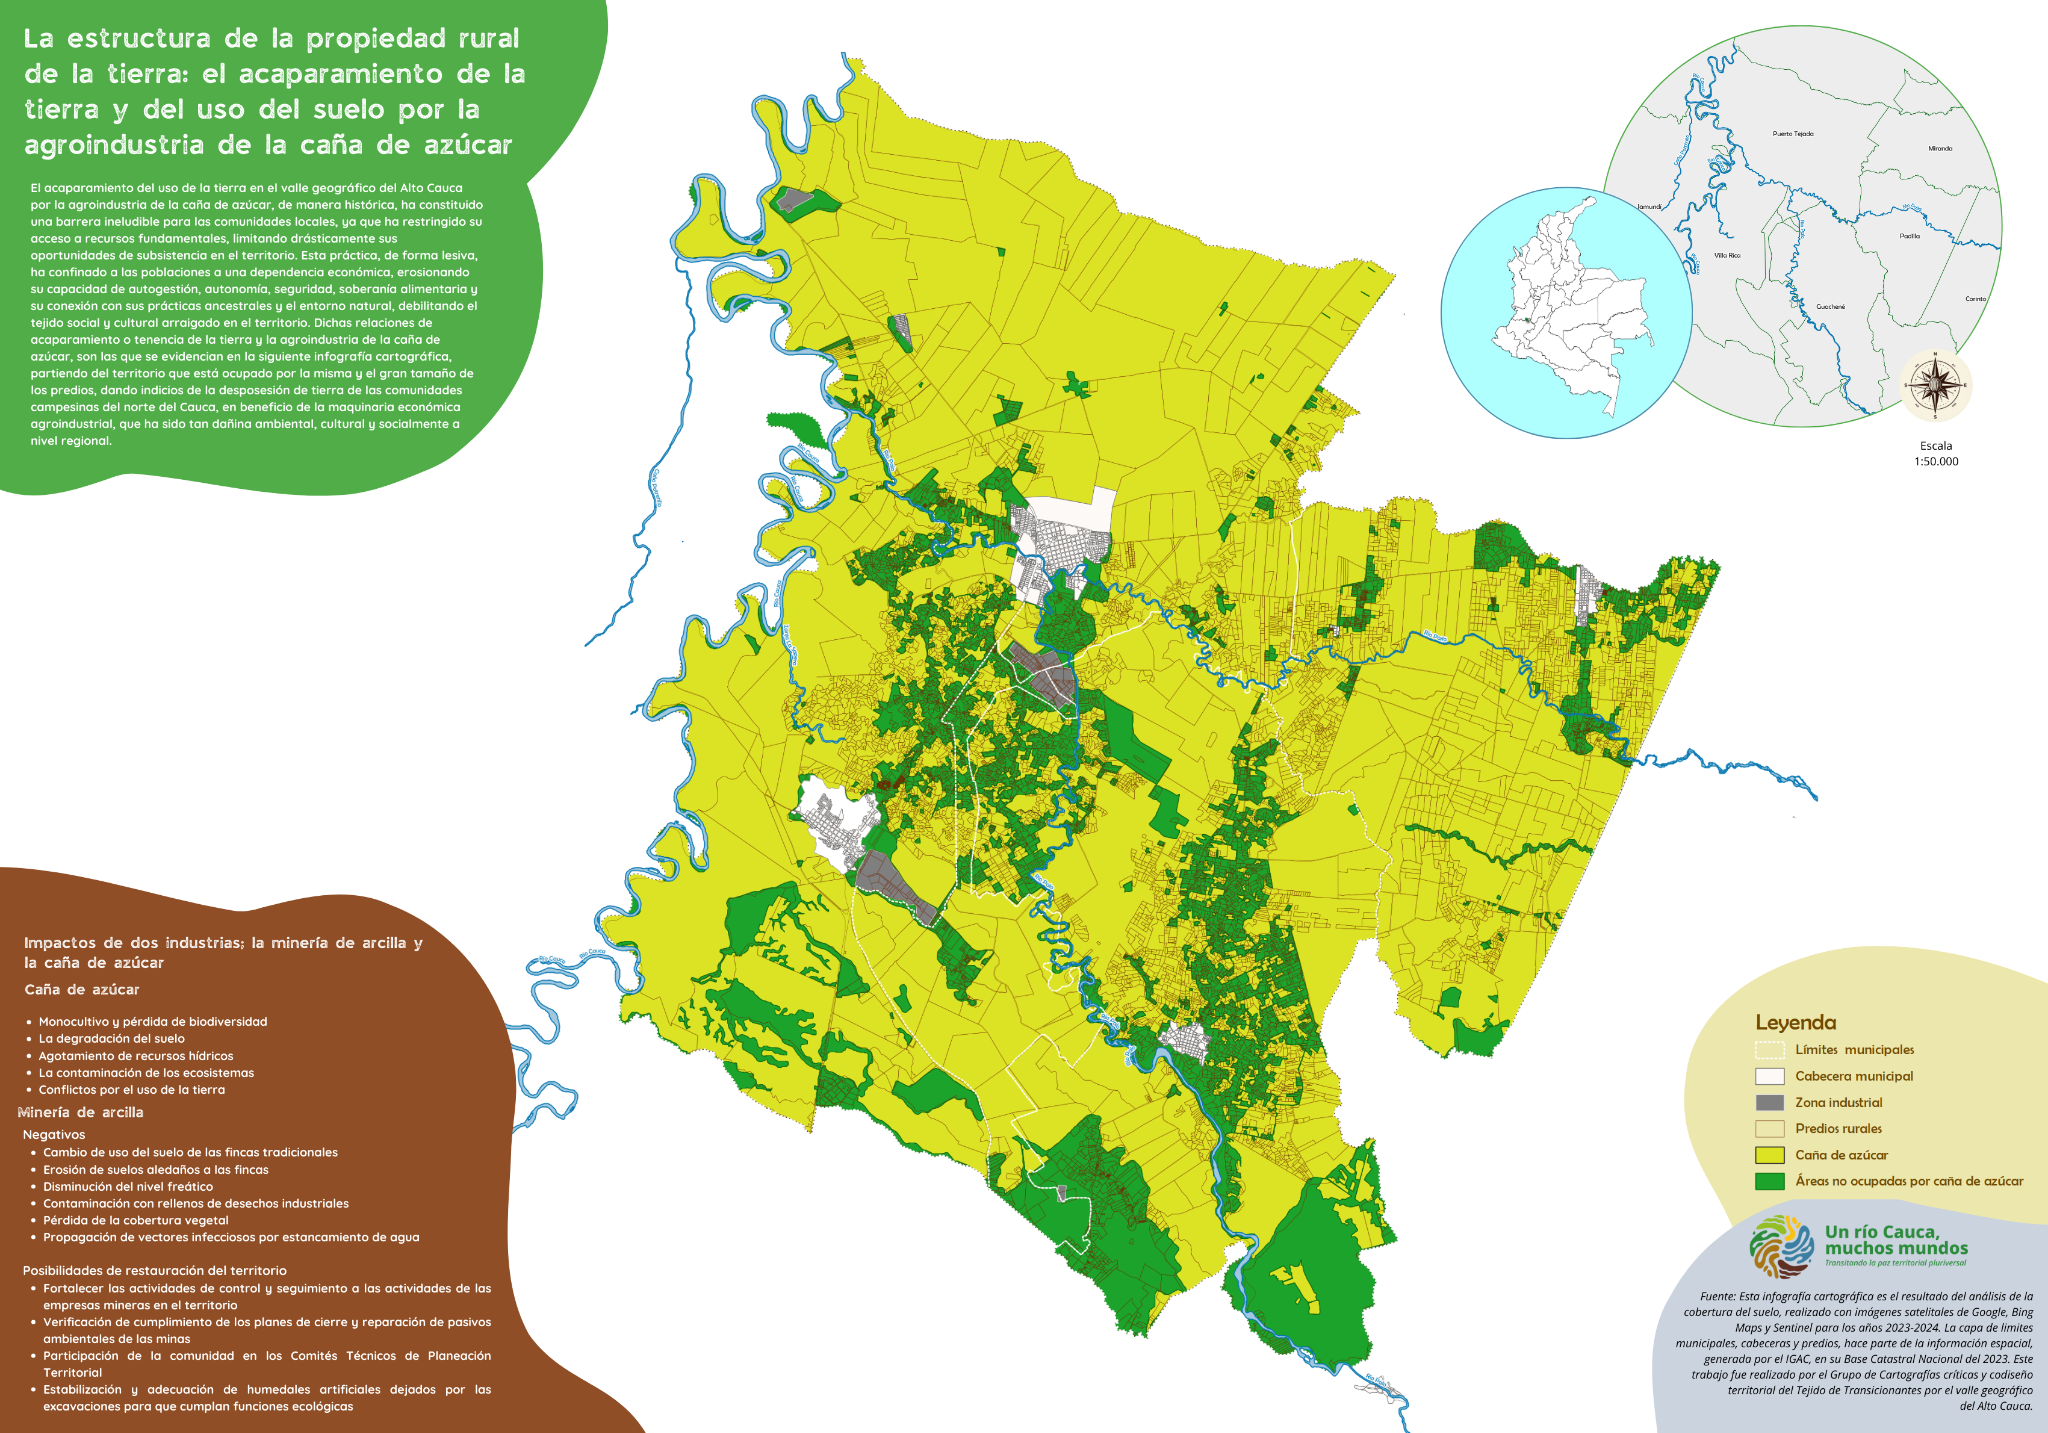 La estructura de la propiedad rural
de la tierra: el acaparamiento de la
tierra y del uso del suelo por la
agroindustria de la caña de azúcar
El acaparamiento del uso de la tierra en el valle geográfico del Alto Cauca
por la agroindustria de la caña de azúcar, de manera histórica, ha constituido
una barrera ineludible para las comunidades locales, ya que ha restringido su
acceso a recursos fundamentales, limitando drásticamente sus
oportunidades de subsistencia en el territorio. Esta práctica, de forma lesiva,
ha confinado a las poblaciones a una dependencia económica, erosionando
su capacidad de autogestión, autonomía, seguridad, soberanía alimentaria y
su conexión con sus prácticas ancestrales y el entorno natural, debilitando el
tejido social y cultural arraigado en el territorio. Dichas relaciones de
acaparamiento o tenencia de la tierra y la agroindustria de la caña de
azúcar, son las que se evidencian en la siguiente infografía cartográfica,
partiendo del territorio que está ocupado por la misma y el gran tamaño de
los predios, dando indicios de la desposesión de tierra de las comunidades
campesinas del norte del Cauca, en beneficio de la maquinaria económica
agroindustrial, que ha sido tan dañina ambiental, cultural y socialmente a
nivel regional.
Impactos de dos industrias; la minería de arcilla y
la caña de azúcar
Caña de azúcar
• Monocultivo y pérdida de biodiversidad
• La degradación del suelo
• Agotamiento de recursos hídricos
• La contaminación de los ecosistemas
• Conflictos por el uso de la tierra
Minería de arcilla
Negativos
• Cambio de uso del suelo de las fincas tradicionales
• Erosión de suelos aledaños a las fincas
• Disminución del nivel freático
• Contaminación con rellenos de desechos industriales
• Pérdida de la cobertura vegetal
• Propagación de vectores infecciosos por estancamiento de agua
Posibilidades de restauración del territorio
• Fortalecer las actividades de control y seguimiento a las actividades de las
empresas mineras en el territorio
• Verificación de cumplimiento de los planes de cierre y reparación de pasivos
ambientales de las minas
• Participación de la comunidad en los Comités Técnicos de Planeación
Territorial
• Estabilización y adecuación de humedales artificiales dejados por las
excavaciones para que cumplan funciones ecológicas
Río Cauca
Río Cauca
Río Cauca
Río Cauca
Río Cauca
Río Palo
Río Palo
Río Palo
Río Palo
Puerto Tejada
Miranda
Jamundí
Padilla
Villa Rica
Guachené
Corinto
Río Palo
N
E
S
Escala
1:50.000
Leyenda
Límites municipales
Cabecera municipal
Zona industrial
Predios rurales
Caña de azúcar
Áreas no ocupadas por caña de azúcar
Un río Cauca,
muchos mundos
Transitando la paz territorial pluriversal
Fuente: Esta infografía cartográfica es el resultado del análisis de la
cobertura del suelo, realizado con imágenes satelitales de Google, Bing
Maps y Sentinel para los años 2023-2024. La capa de limites
municipales, cabeceras y predios, hace parte de la información espacial,
generada por el IGAC, en su Base Catastral Nacional del 2023. Este
trabajo fue realizado por el Grupo de Cartografías críticas y codiseño
territorial del Tejido de Transicionantes por el valle geográfico
del Alto Cauca.